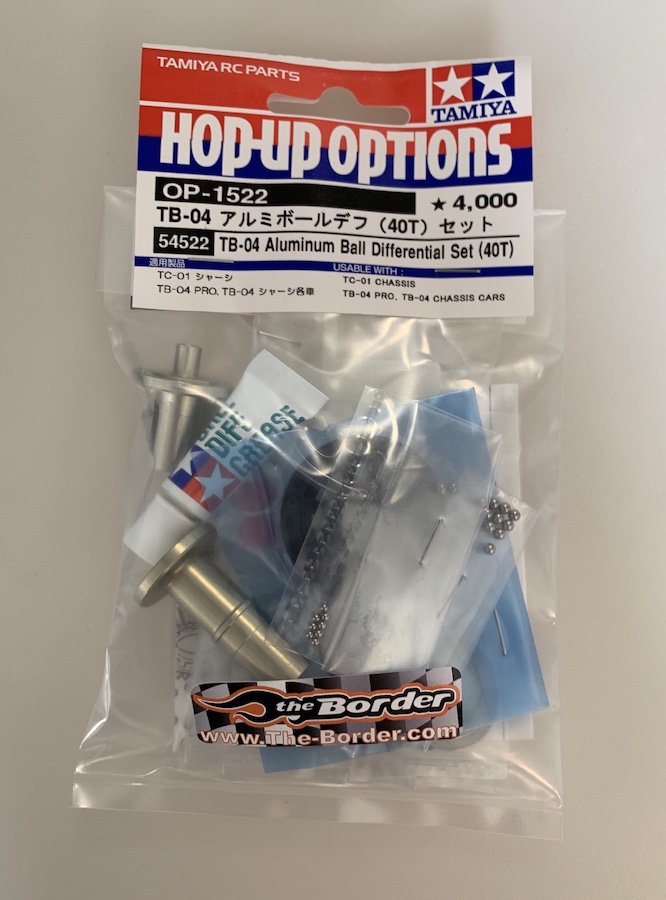 TAMIYA RC PARTS
TAMIYA
HOP-UP OPTIONS
OP-1522
★ 4,000
TB-04 アルミボールデフ (40T) セット
54522 TB-04 Aluminum Ball Differential Set (40T)
適用製品
TC-01 シャーシ
TB-04 PRO、TB-04 シャーシ各車
USABLE WITH :
TC-01 CHASSIS
TB-04 PRO, TB-04 CHASSIS CARS
DIFF
GREASE
the Border
www.The-Border.com